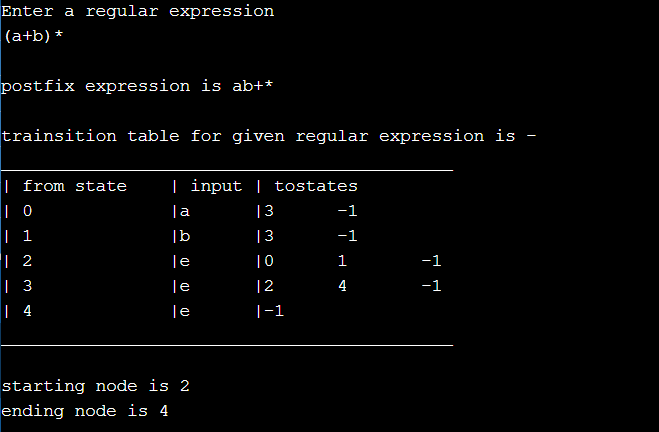 Enter a regular expression
(a+b)*
postfix expression is ab+*
trainsition table for given regular expression is -
| from state | input | tostates
| 0 |a |3 -1
| 1 |b |3 -1
| 2 |e |0 1 -1
| 3 |e |2 4 -1
| 4 |e |-1
starting node is 2
ending node is 4